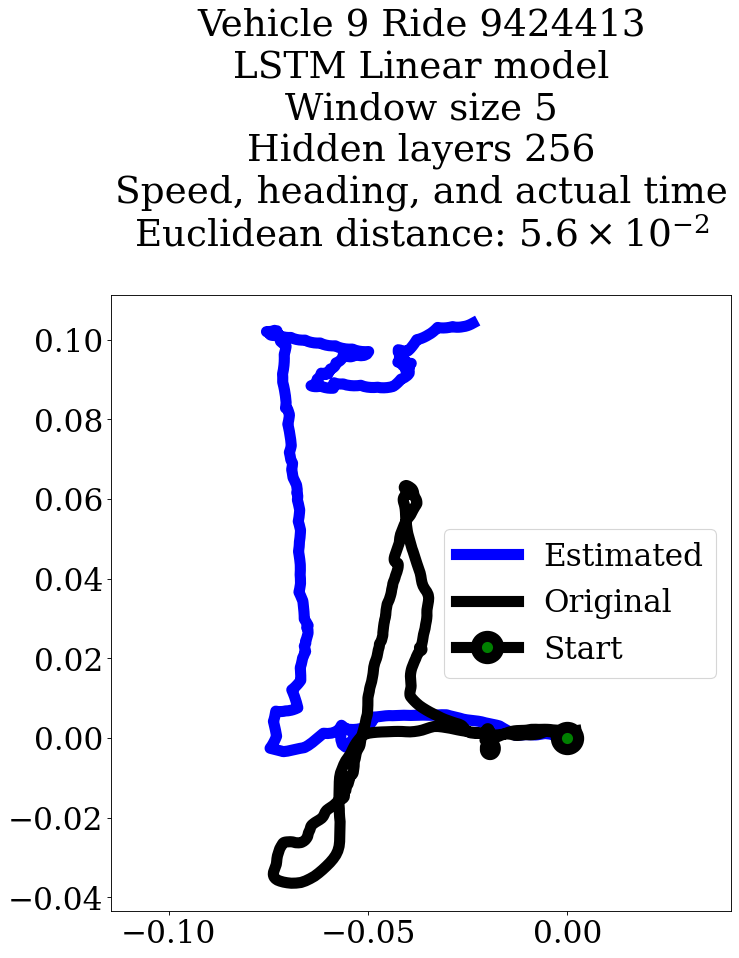 Vehicle 9 Ride 9424413
LSTM Linear model
Window size 5
Hidden layers 256
Speed, heading, and actual time
Euclidean distance: 5.6 × 10⁻²
0.10
0.08
0.06
0.04
0.02
0.00
−0.02
−0.04
Estimated
Original
Start
−0.10
−0.05
0.00